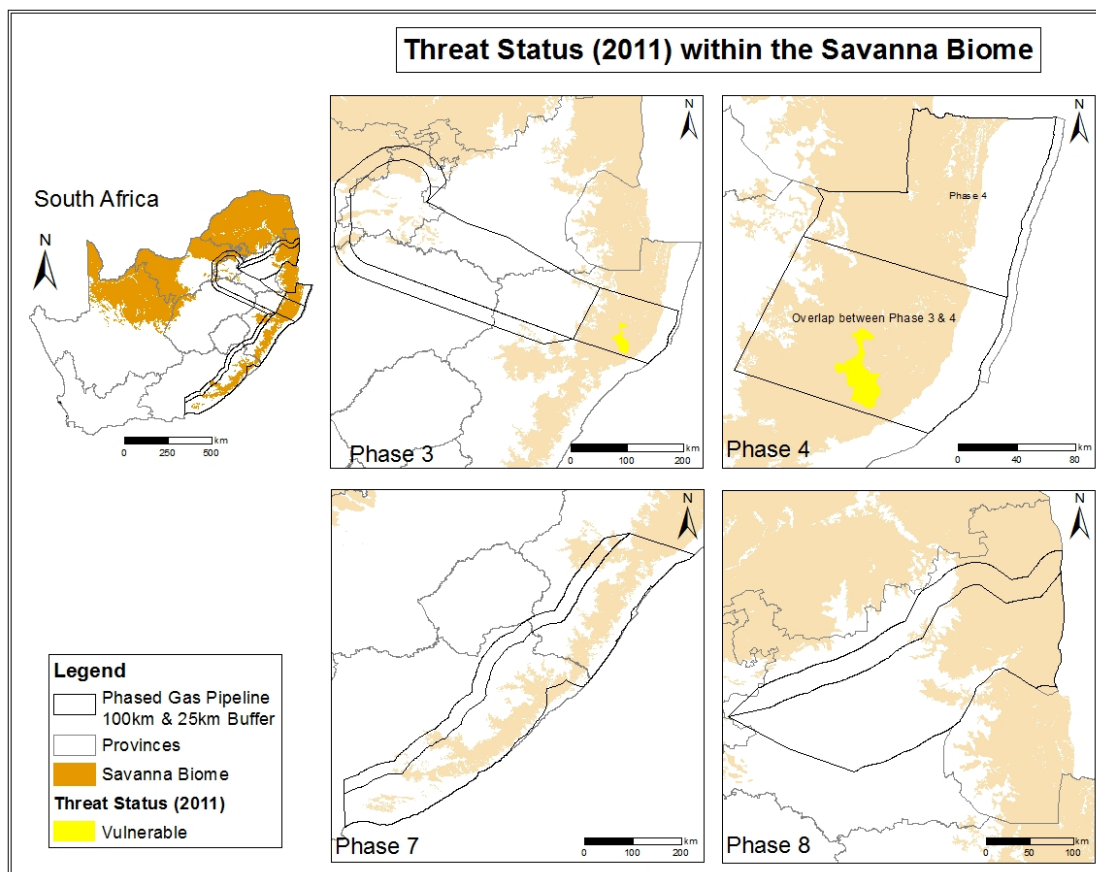 Threat Status (2011) within the Savanna Biome
South Africa
N
0 250 500
km
N
Phase 3
km
0 100 200
N
Phase 4
Overlap between Phase 3 & 4
Phase 4
km
0 40 80
Legend
Phased Gas Pipeline
100km & 25km Buffer
Provinces
Savanna Biome
Threat Status (2011)
Vulnerable
N
Phase 7
km
0 100 200
N
Phase 8
km
0 50 100